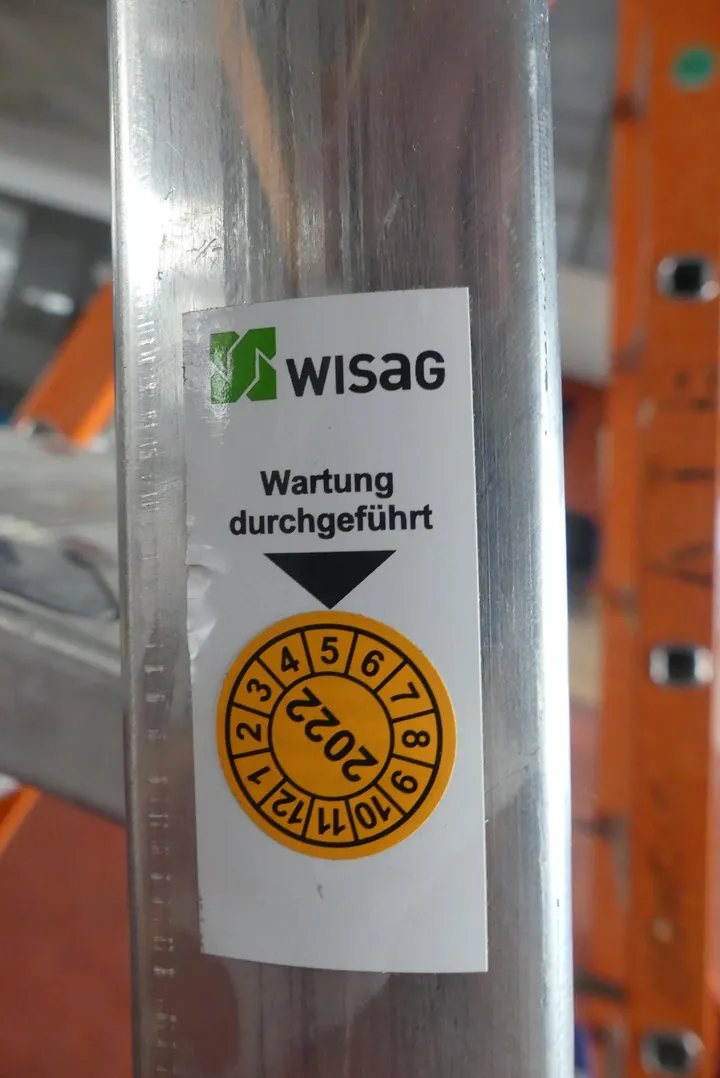 WISAG
Wartung
durchgeführt
1 2 3 4 5 6 7 8 9 10 11 12
2022